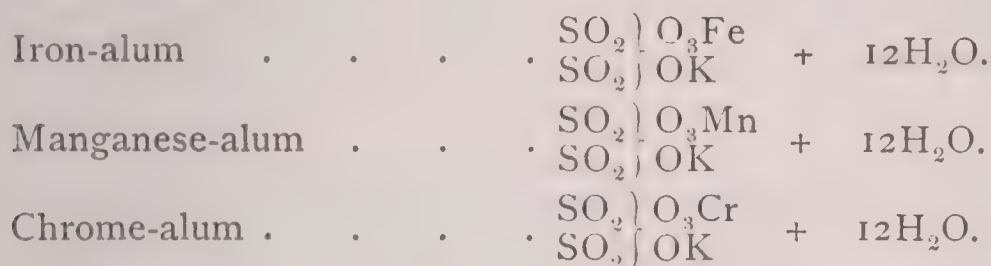 SO₂) O₃Fe
Iron-alum . . . . SO₂) OK + 12H₂O.
SO₂) O₃Mn
Manganese-alum . . . SO₂) OK + 12H₂O.
SO₂) O₃Cr
Chrome-alum . . . . SO₂) OK + 12H₂O.